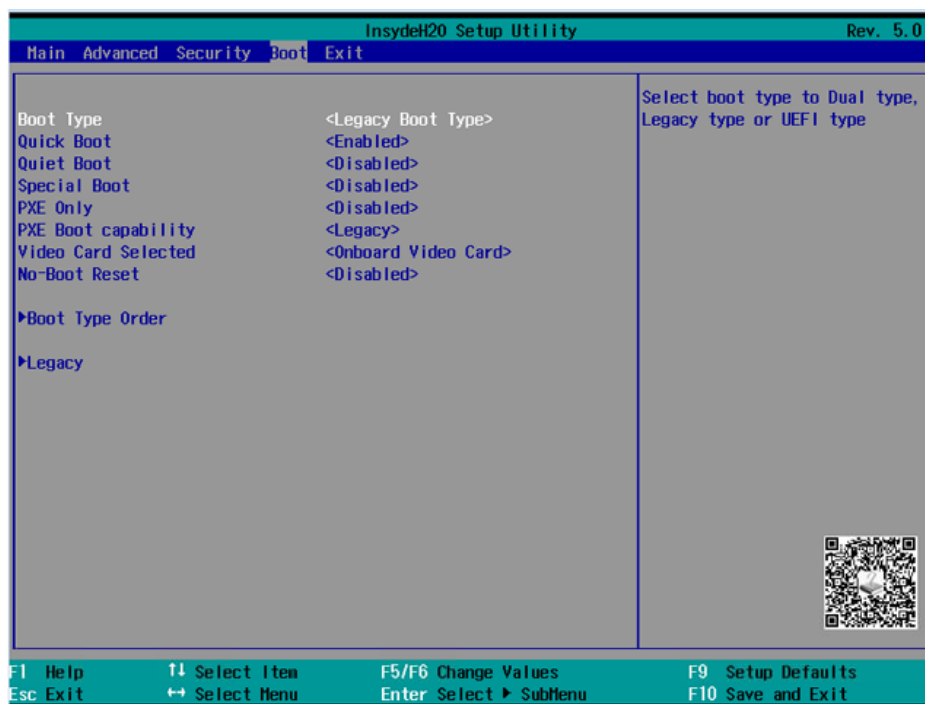 InsydeH2O Setup Utility Rev. 5.0
Main Advanced Security Boot Exit
Boot Type <Legacy Boot Type>
Quick Boot <Enabled>
Quiet Boot <Disabled>
Special Boot <Disabled>
PXE Only <Disabled>
PXE Boot capability <Legacy>
Video Card Selected <Onboard Video Card>
No-Boot Reset <Disabled>
▶Boot Type Order
▶Legacy
Select boot type to Dual type,
Legacy type or UEFI type
F1 Help ↑↓ Select Item F5/F6 Change Values F9 Setup Defaults
Esc Exit ↔ Select Menu Enter Select ▶ SubMenu F10 Save and Exit